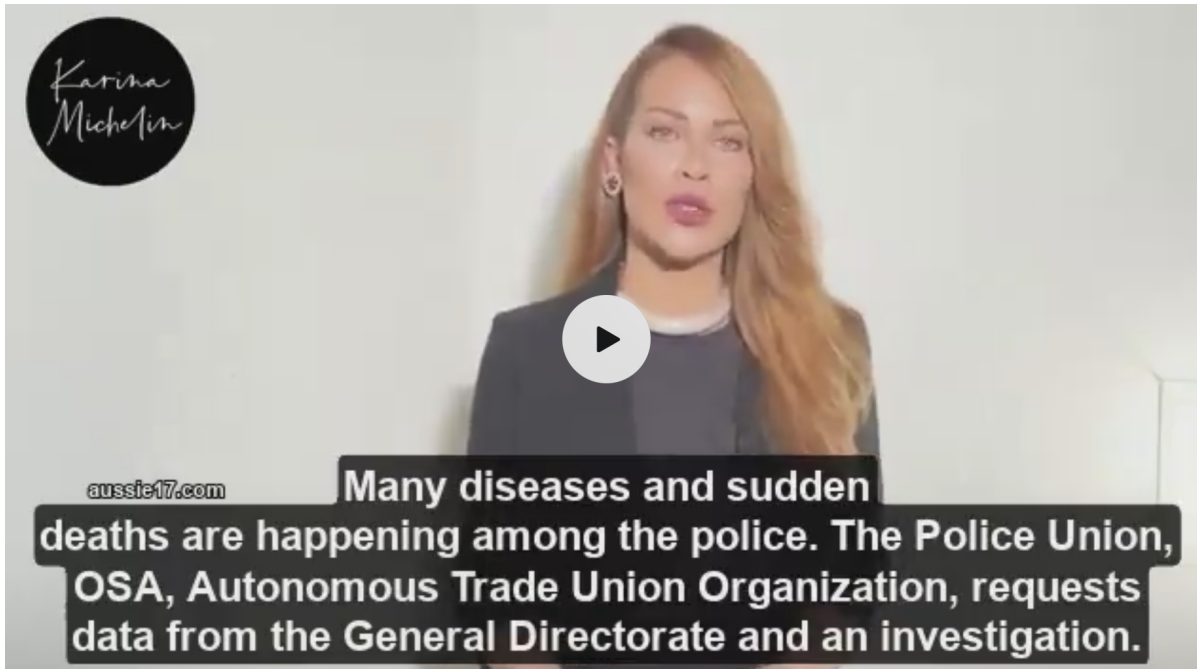 Karina
Michelin
aussie17.com
Many diseases and sudden
deaths are happening among the police. The Police Union,
OSA, Autonomous Trade Union Organization, requests
data from the General Directorate and an investigation.